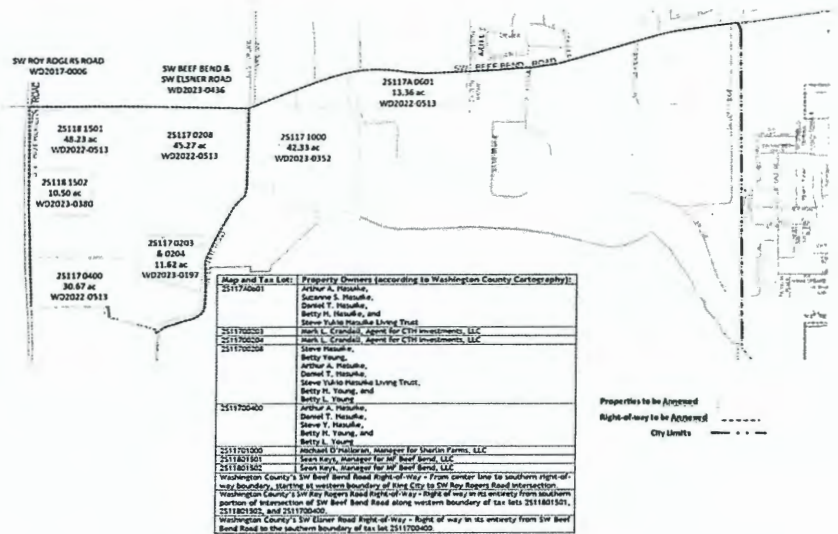 SW ROY ROGERS ROAD
WD2017-0006
SW BEEF BEND &
SW ELSNER ROAD
WD2023-0436
2S117A 0601
13.36 ac
WD2022-0513
SW BEEF BEND ROAD
2S118 1501
48.23 ac
WD2022-0513
2S117 0208
45.27 ac
WD2022-0513
2S117 1000
42.33 ac
WD2023-0352
2S118 1502
10.50 ac
WD2023-0380
2S117 0203
& 0204
11.62 ac
WD2023-0197
2S117 0400
30.67 ac
WD2022 0513
Map and Tax Lot: Property Owners (according to Washington County Cartography):
2S117A0601 Arthur A. Hasuike,
Suzanne S. Hasuike,
Daniel T. Hasuike,
Betty H. Hasuike, and
Steve Yukio Hasuike Living Trust
2S11700203 Mark L. Crandall, Agent for CTH Investments, LLC
2S11700204 Mark L. Crandall, Agent for CTH Investments, LLC
2S11700208 Steve Hasuike,
Betty Young,
Arthur A. Hasuike,
Daniel T. Hasuike,
Steve Yukio Hasuike Living Trust,
Betty H. Young, and
Betty L. Young
2S11700400 Arthur A. Hasuike,
Daniel T. Hasuike,
Steve Y. Hasuike,
Betty H. Young, and
Betty L. Young
2S11701000 Michael O'Halloran, Manager for Sherlin Farms, LLC
2S11801501 Sean Keys, Manager for MF Beef Bend, LLC
2S11801502 Sean Keys, Manager for MF Beef Bend, LLC
Washington County's SW Beef Bend Road Right-of-Way - From center line to southern right-of-
way boundary, starting at western boundary of King City to SW Roy Rogers Road intersection.
Washington County's SW Roy Rogers Road Right-of-Way - Right of way in its entirety from southern
portion of intersection of SW Beef Bend Road along western boundary of tax lots 2S11801501,
2S11801502, and 2S11700400.
Washington County's SW Elsner Road Right-of-Way - Right of way in its entirety from SW Beef
Bend Road to the southern boundary of tax lot 2S11700400.
Properties to be Annexed
Right-of-way to be Annexed
City Limits